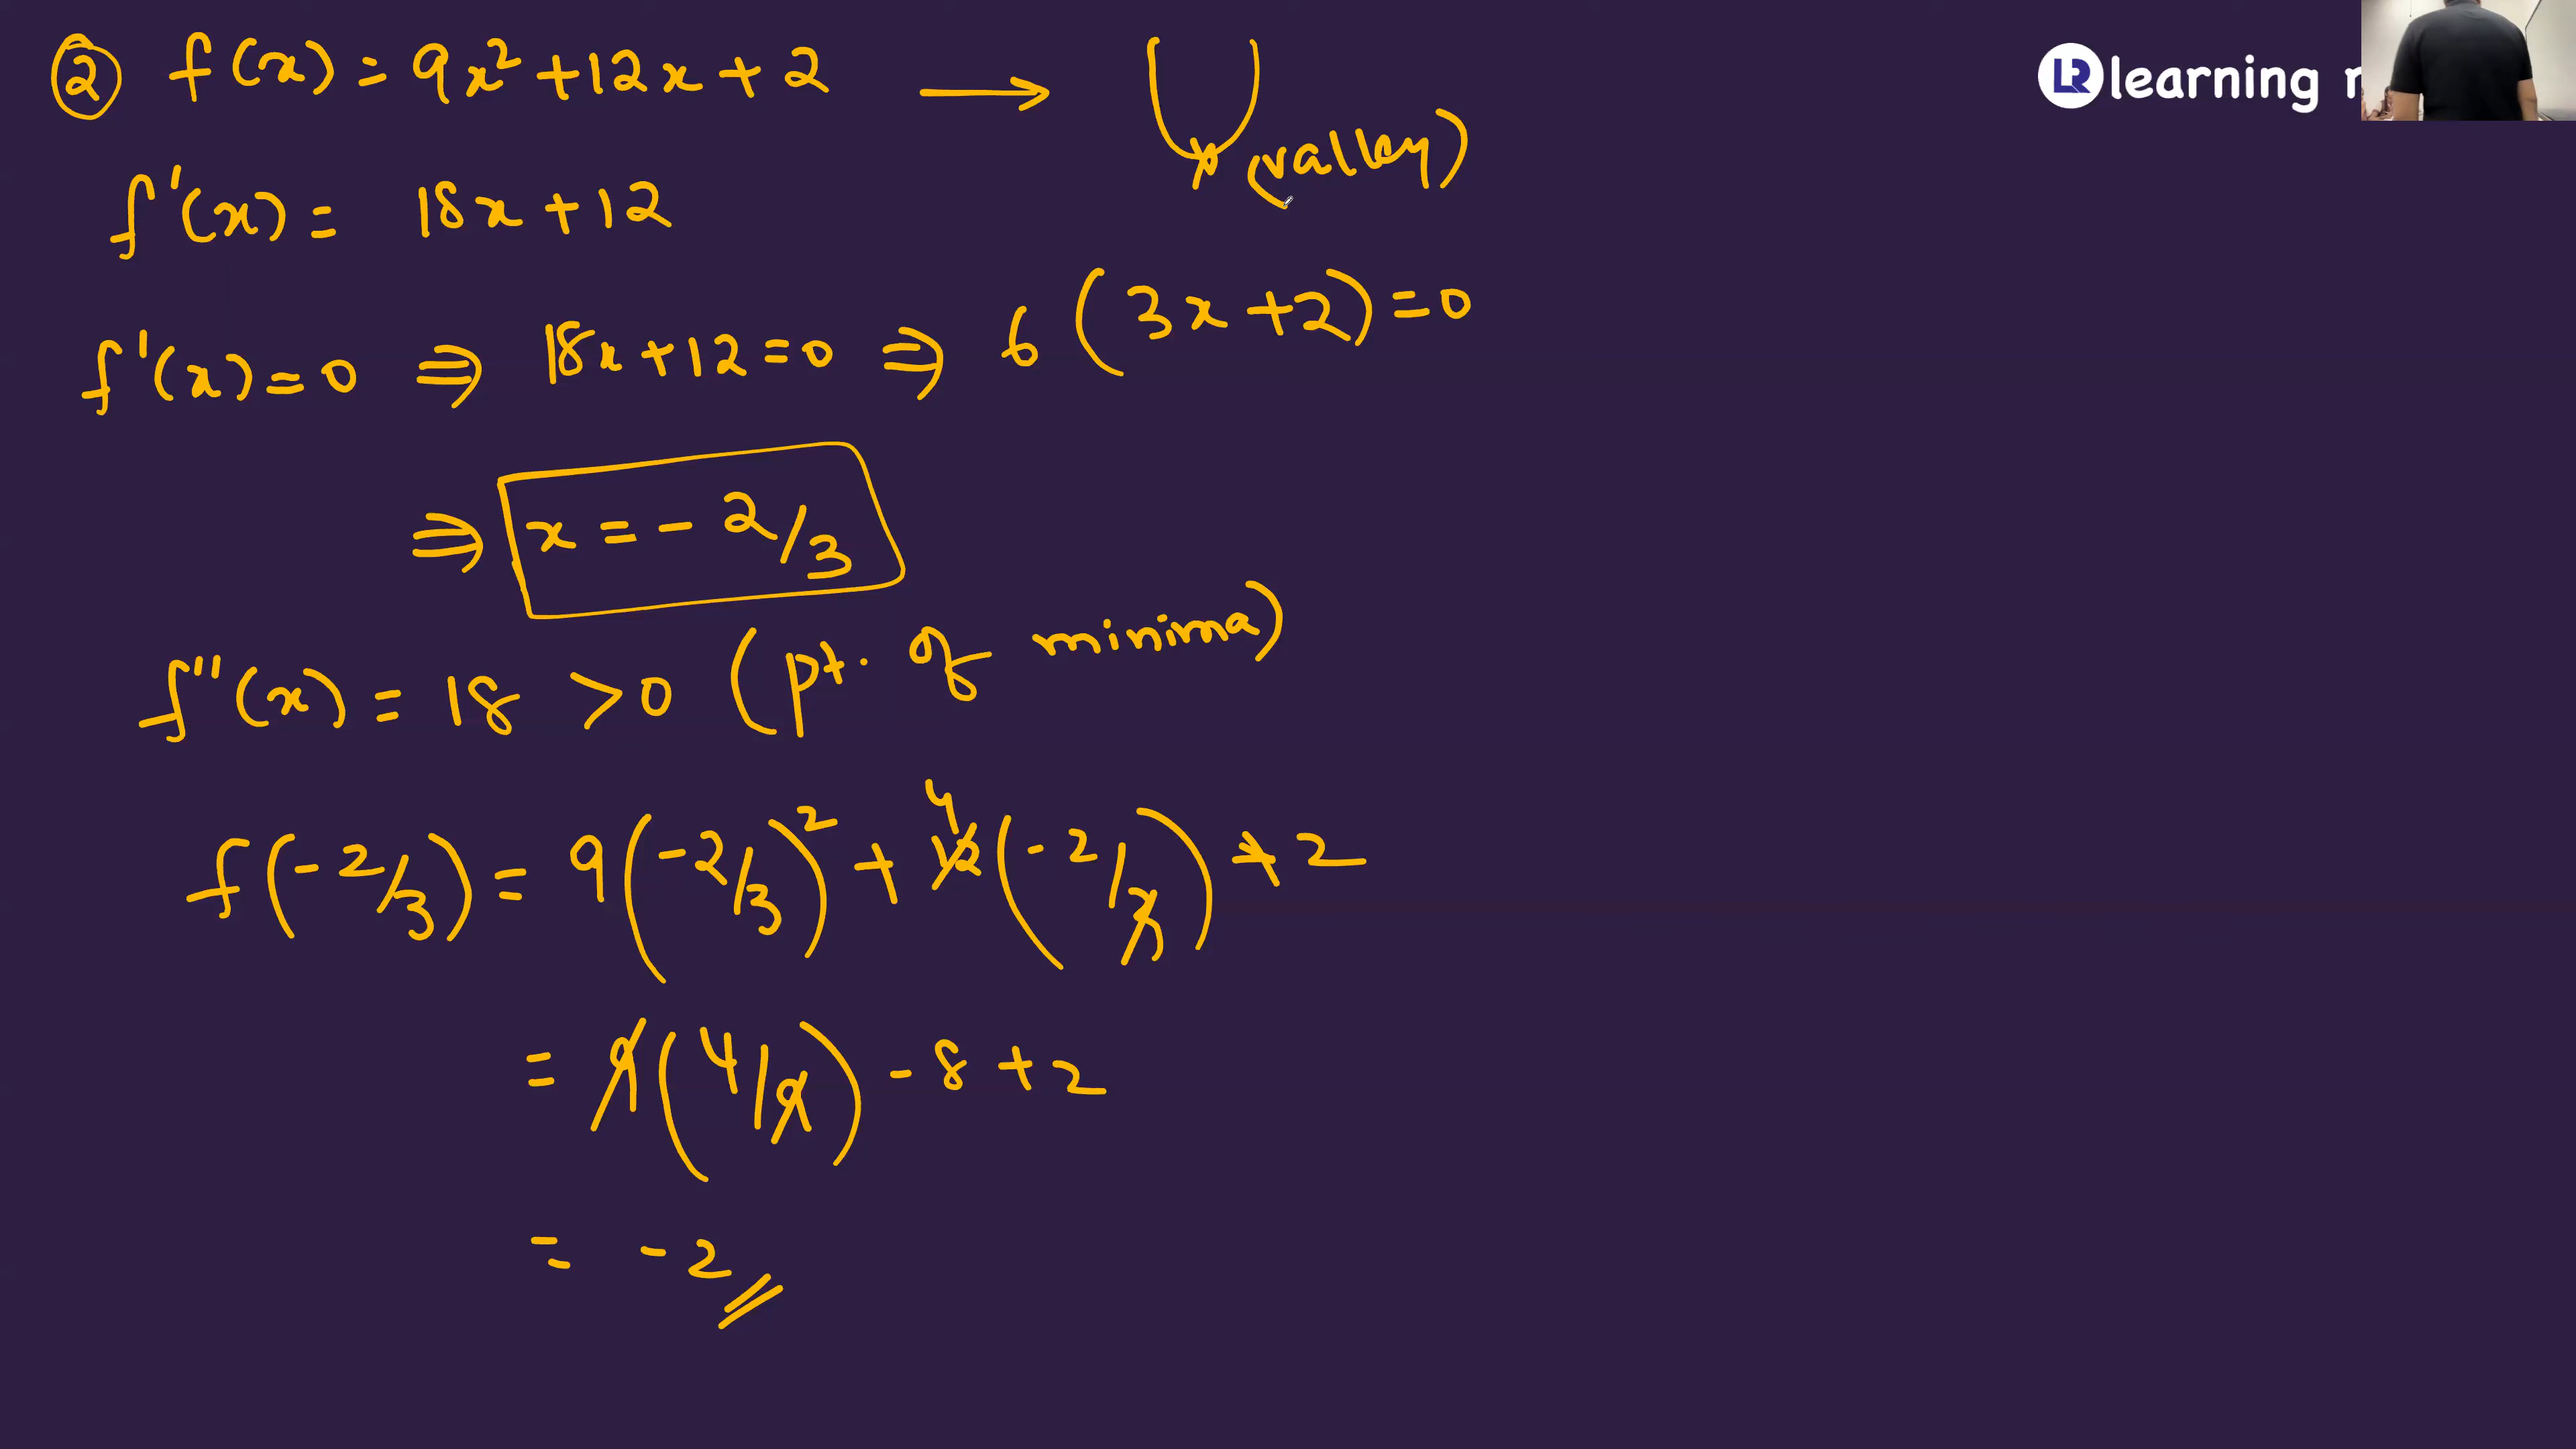 ② f(x) = 9x² + 12x + 2 → (valley)
learning
f'(x) = 18x + 12
f'(x) = 0 ⇒ 18x + 12 = 0 ⇒ 6(3x + 2) = 0
⇒ x = - 2/3
f''(x) = 18 > 0 (pt. of minima)
4
f(-2/3) = 9(-2/3)² + 12(-2/3) + 2
= 9(4/9) - 8 + 2
= -2